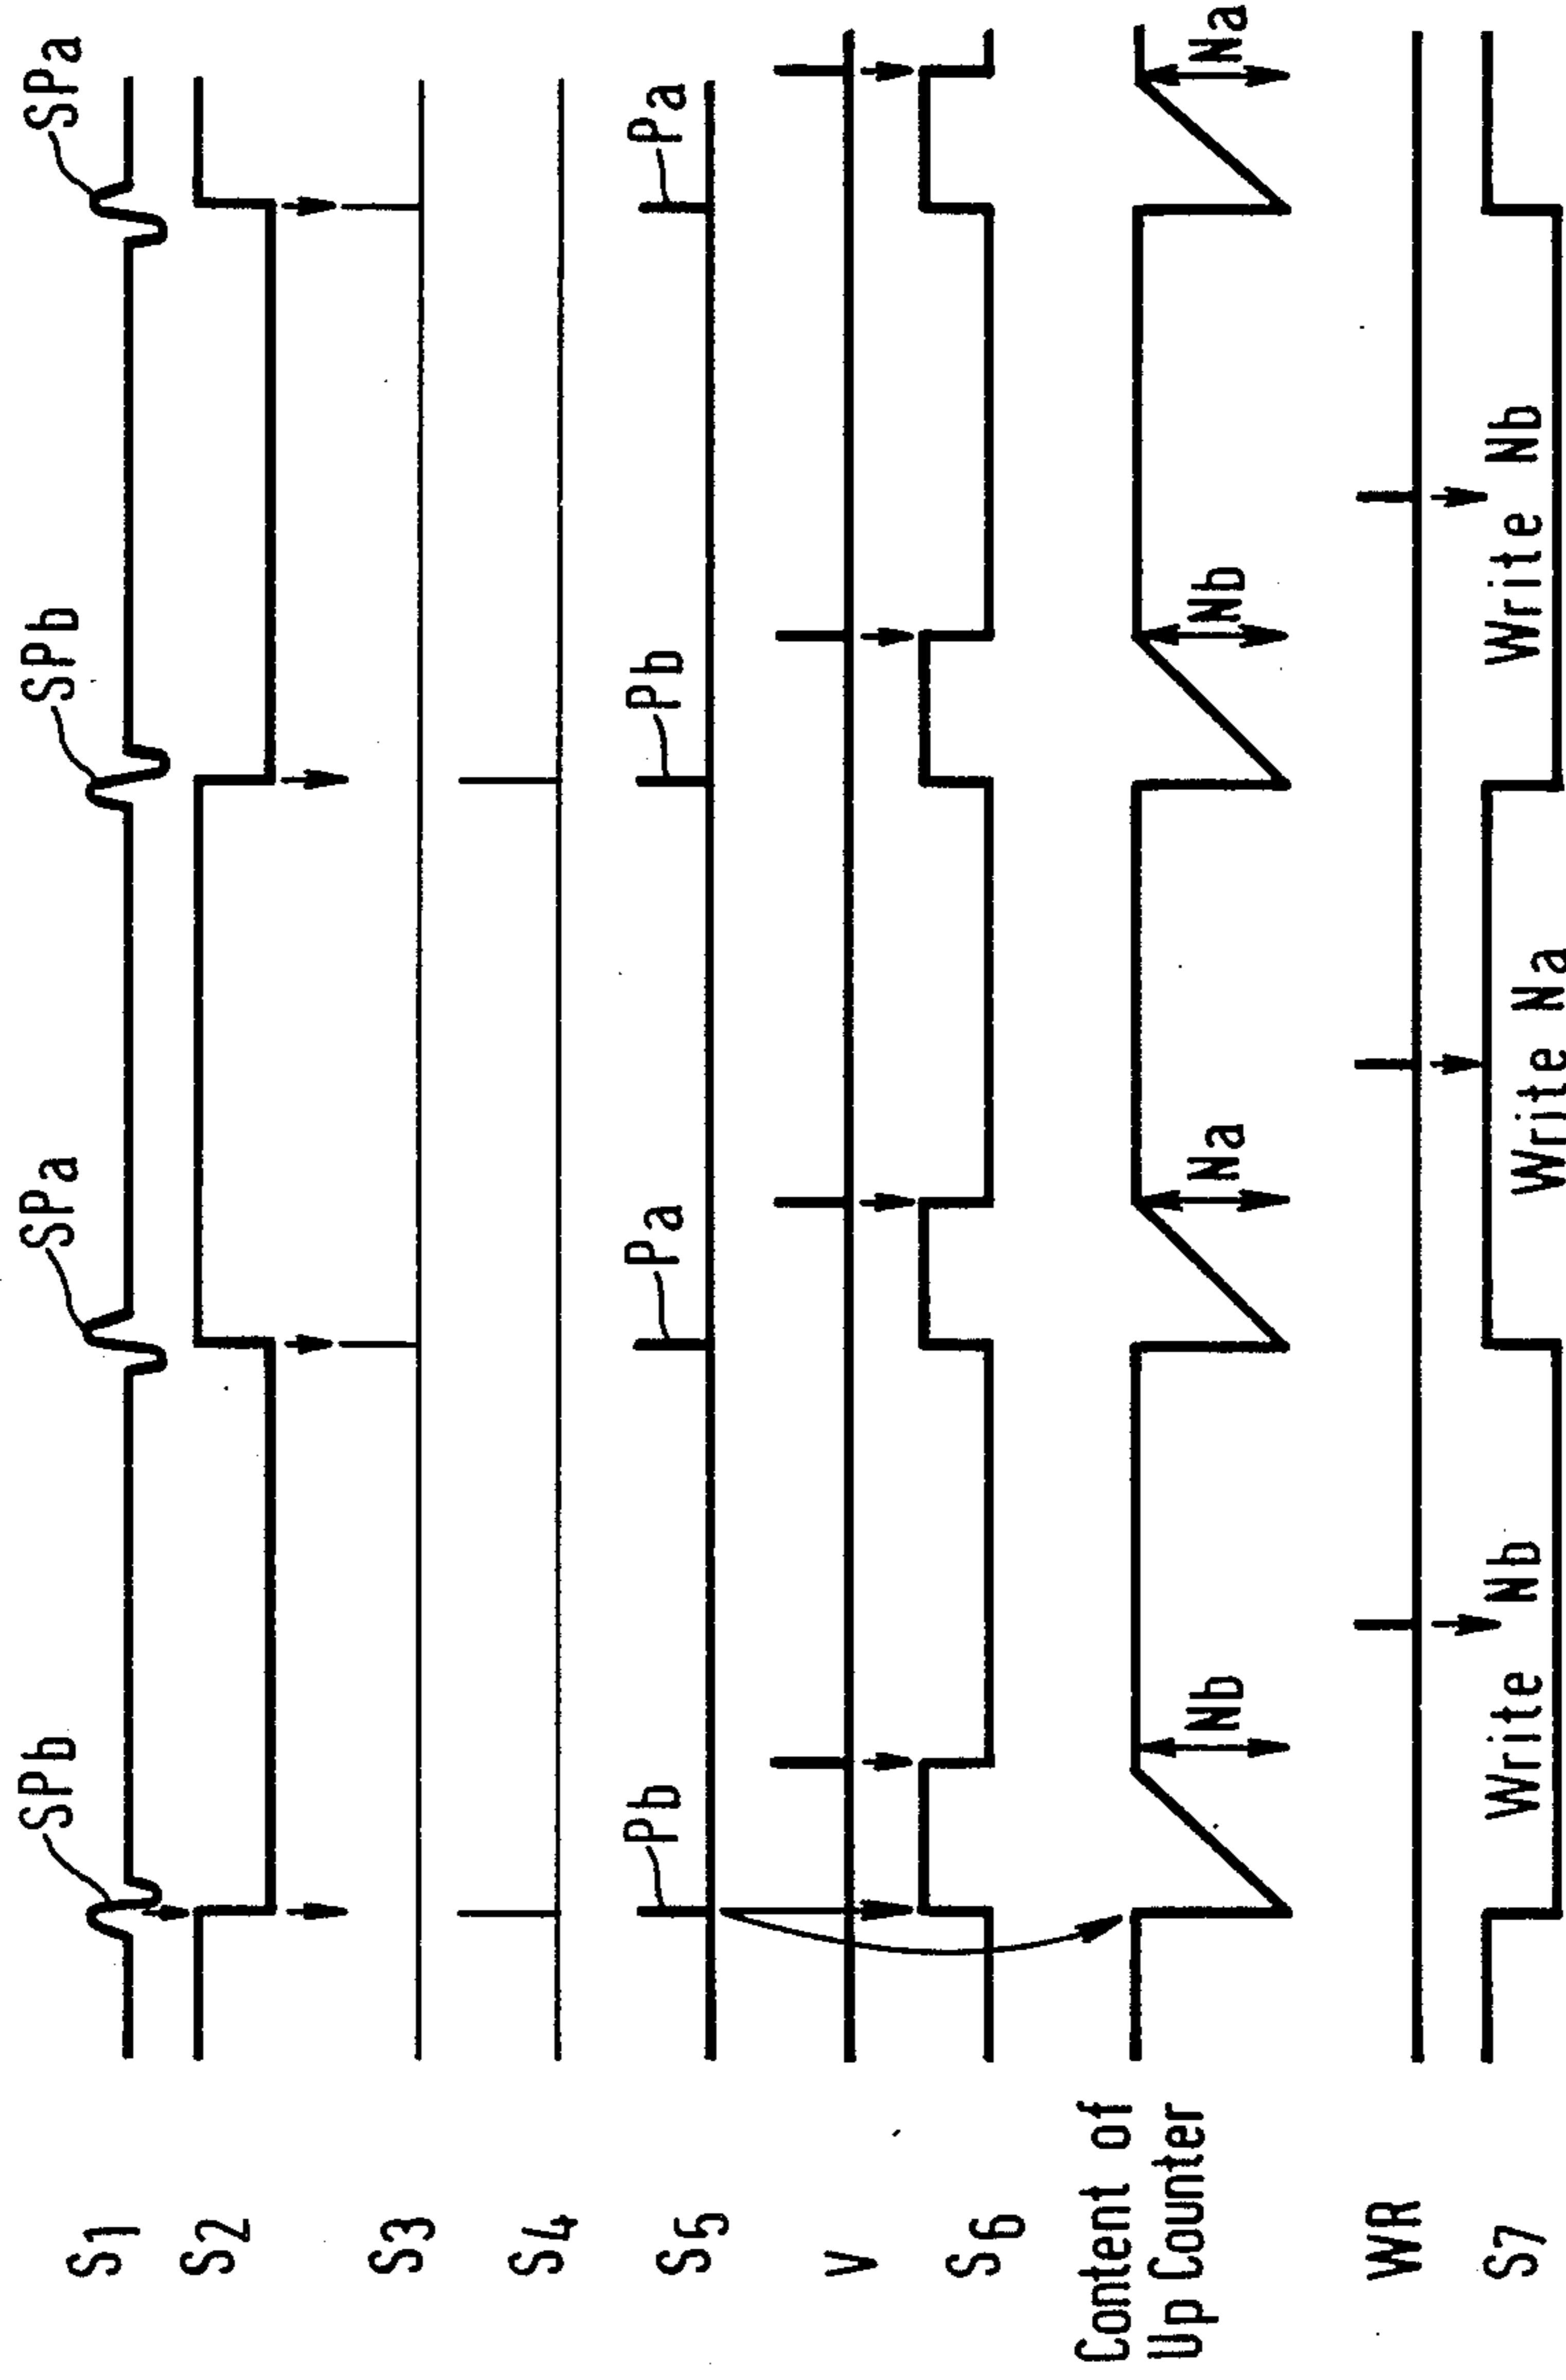 S1 SPb SPa SPb SPa
S2
S3
S4
S5 Pb Pa Pb Pa
V
S6
Content of
Up Counter
Nb Na Nb Na
WR
S7 Write Nb Write Na Write Nb